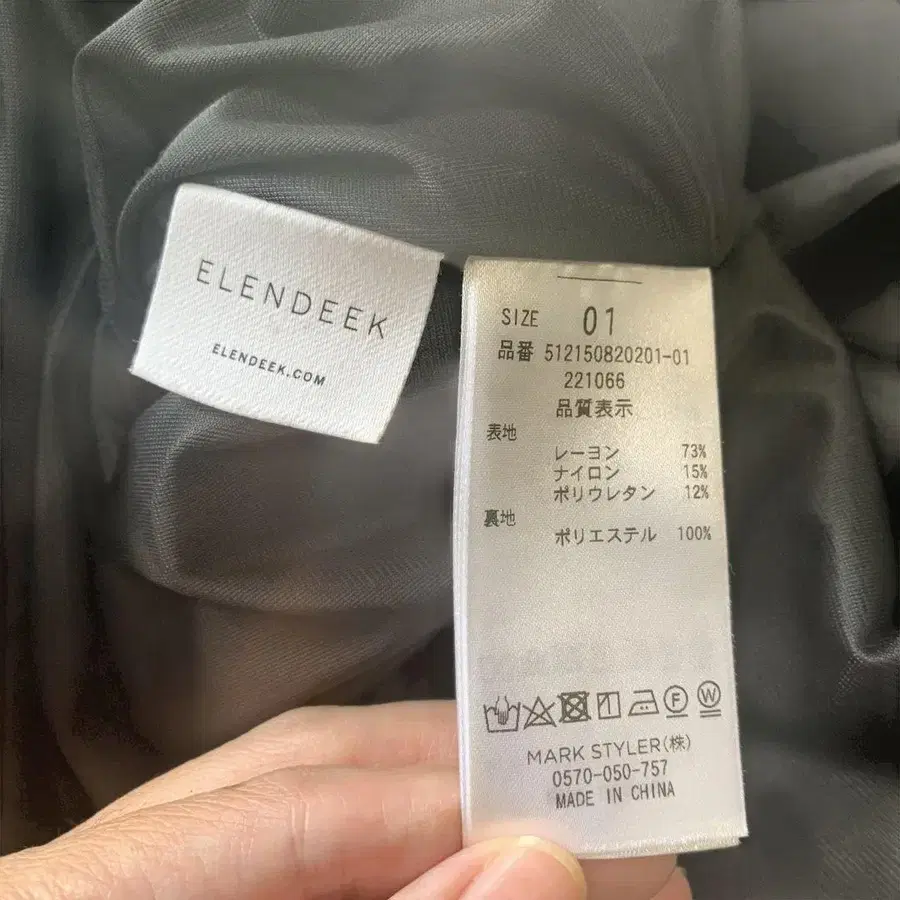 ELENDEEK
ELENDEEK.COM
SIZE 01
品番 512150820201-01
221066
品質表示
表地
レーヨン 73%
ナイロン 15%
ポリウレタン 12%
裏地
ポリエステル 100%
F W
MARK STYLER(株)
0570-050-757
MADE IN CHINA